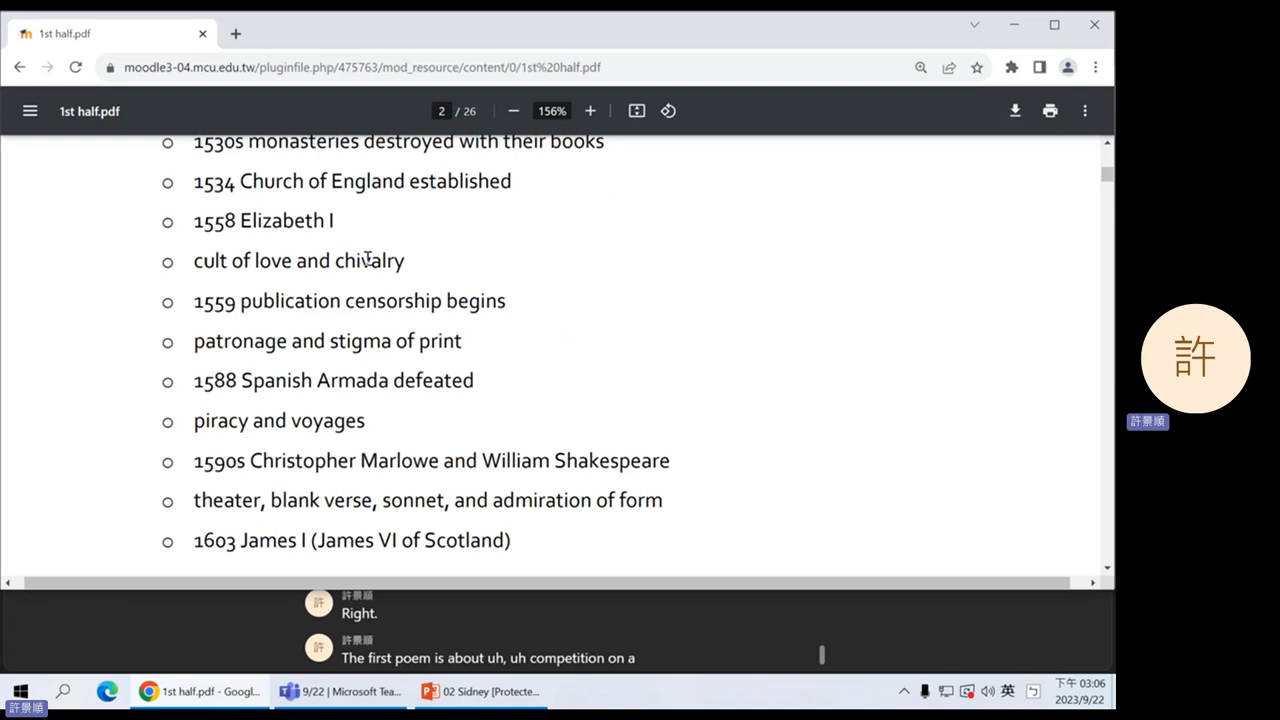 1st half.pdf
moodle3-04.mcu.edu.tw/pluginfile.php/475763/mod_resource/content/0/1st%20half.pdf
1st half.pdf
2 / 26
156%
1530s monasteries destroyed with their books
1534 Church of England established
1558 Elizabeth I
cult of love and chivalry
1559 publication censorship begins
patronage and stigma of print
1588 Spanish Armada defeated
piracy and voyages
1590s Christopher Marlowe and William Shakespeare
theater, blank verse, sonnet, and admiration of form
1603 James I (James VI of Scotland)
許
許景順
許
許景順
Right.
許
許景順
The first poem is about uh, uh competition on a
1st half.pdf - Googl...
9/22 | Microsoft Tea...
02 Sidney [Protecte...
英
下午 03:06
2023/9/22
許景順